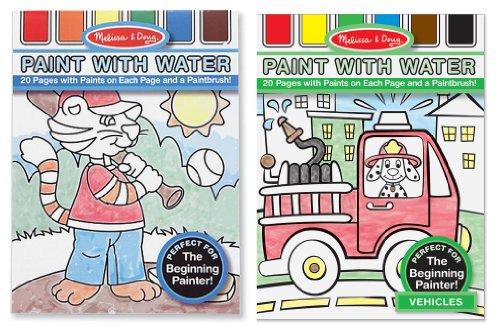 Melissa & Doug
PAINT WITH WATER
20 Pages with Paints on Each Page and a Paintbrush!
PERFECT FOR
The
Beginning
Painter!
Melissa & Doug
PAINT WITH WATER
20 Pages with Paints on Each Page and a Paintbrush!
PERFECT FOR
The
Beginning
Painter!
VEHICLES